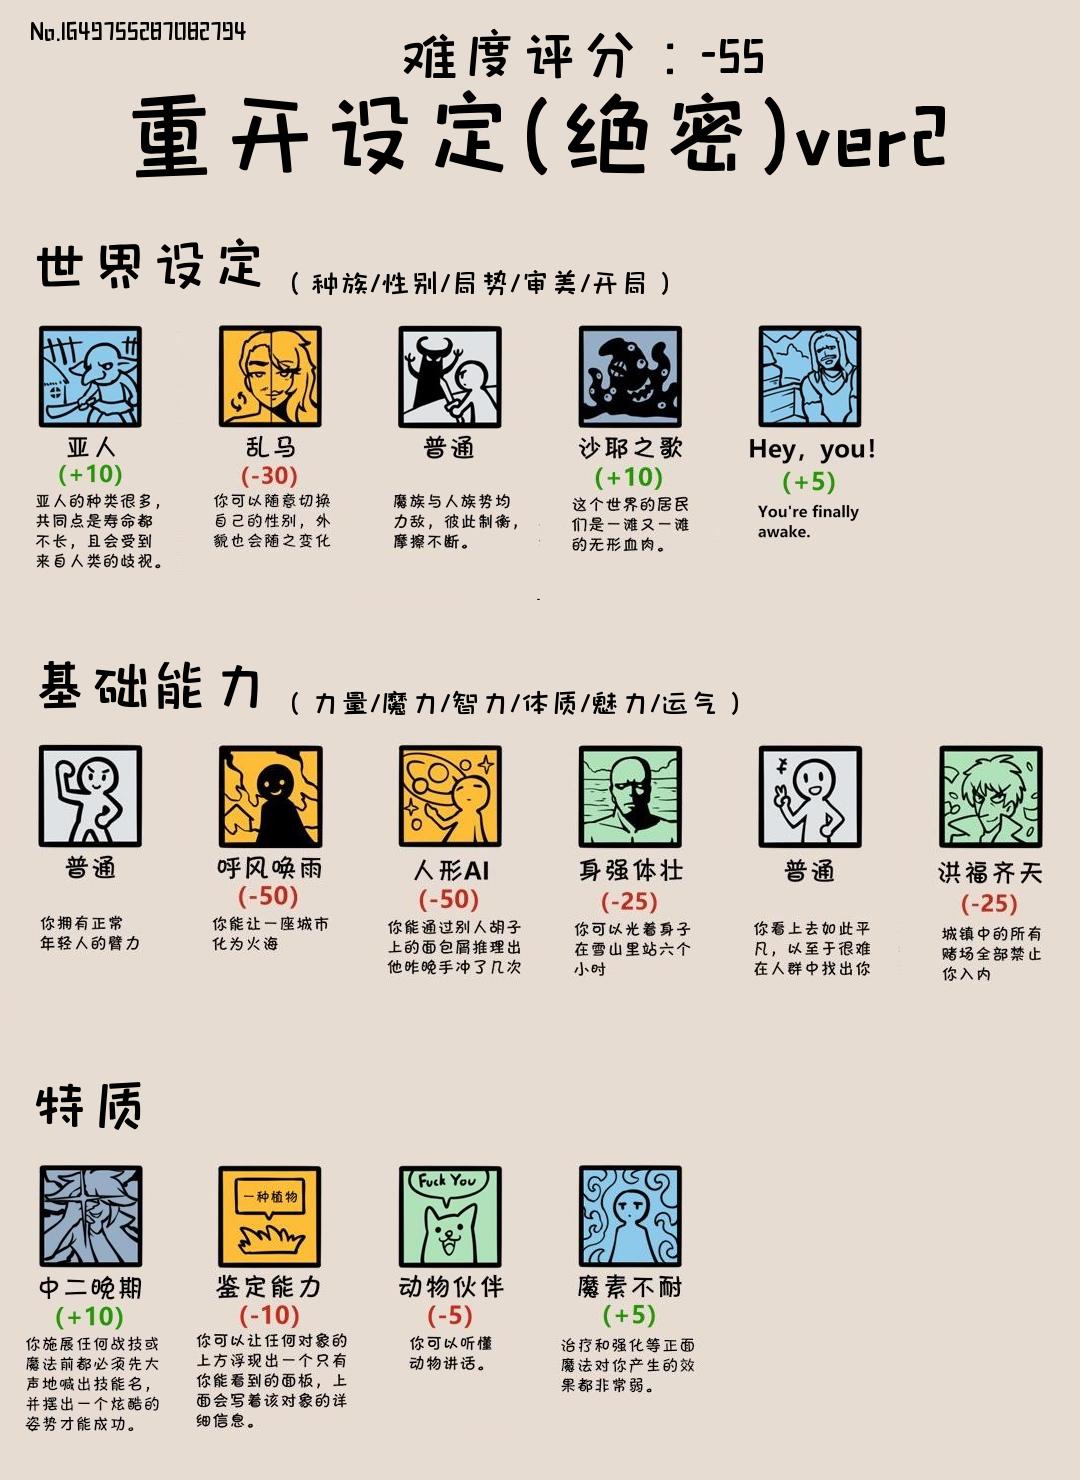 No.1649755287082794
难度评分：-55
重开设定(绝密)ver2
世界设定 （种族/性别/局势/审美/开局）
亚人 乱马 普通 沙耶之歌 Hey, you!
(+10) (-30) (+10) (+5)
亚人的种类很多，
共同点是寿命都
不长，且会受到
来自人类的歧视。
你可以随意切换
自己的性别，外
貌也会随之变化
魔族与人族势均
力敌，彼此制衡，
摩擦不断。
这个世界的居民
们是一滩又一滩
的无形血肉。
You're finally
awake.
基础能力 （力量/魔力/智力/体质/魅力/运气）
普通 呼风唤雨 人形AI 身强体壮 普通 洪福齐天
(-50) (-50) (-25) (-25)
你拥有正常
年轻人的臂力
你能让一座城市
化为火海
你能通过别人胡子
上的面包屑推理出
他昨晚手冲了几次
你可以光着身子
在雪山里站六个
小时
你看上去如此平
凡，以至于很难
在人群中找出你
城镇中的所有
赌场全部禁止
你入内
特质
一种植物
Fuck You
中二晚期 鉴定能力 动物伙伴 魔素不耐
(+10) (-10) (-5) (+5)
你施展任何战技或
魔法前都必须先大
声地喊出技能名，
并摆出一个炫酷的
姿势才能成功。
你可以让任何对象的
上方浮现出一个只有
你能看到的面板，上
面会写着该对象的详
细信息。
你可以听懂
动物讲话。
治疗和强化等正面
魔法对你产生的效
果都非常弱。